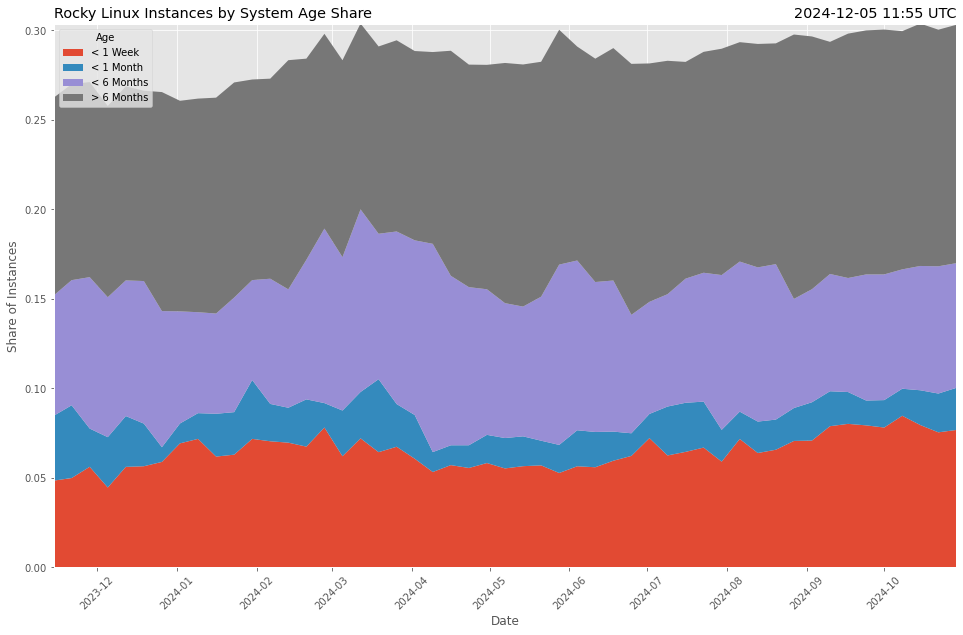 Rocky Linux Instances by System Age Share
2024-12-05 11:55 UTC
Age
< 1 Week
< 1 Month
< 6 Months
> 6 Months
0.30
0.25
0.20
0.15
0.10
0.05
0.00
Share of Instances
2023-12
2024-01
2024-02
2024-03
2024-04
2024-05
2024-06
2024-07
2024-08
2024-09
2024-10
Date